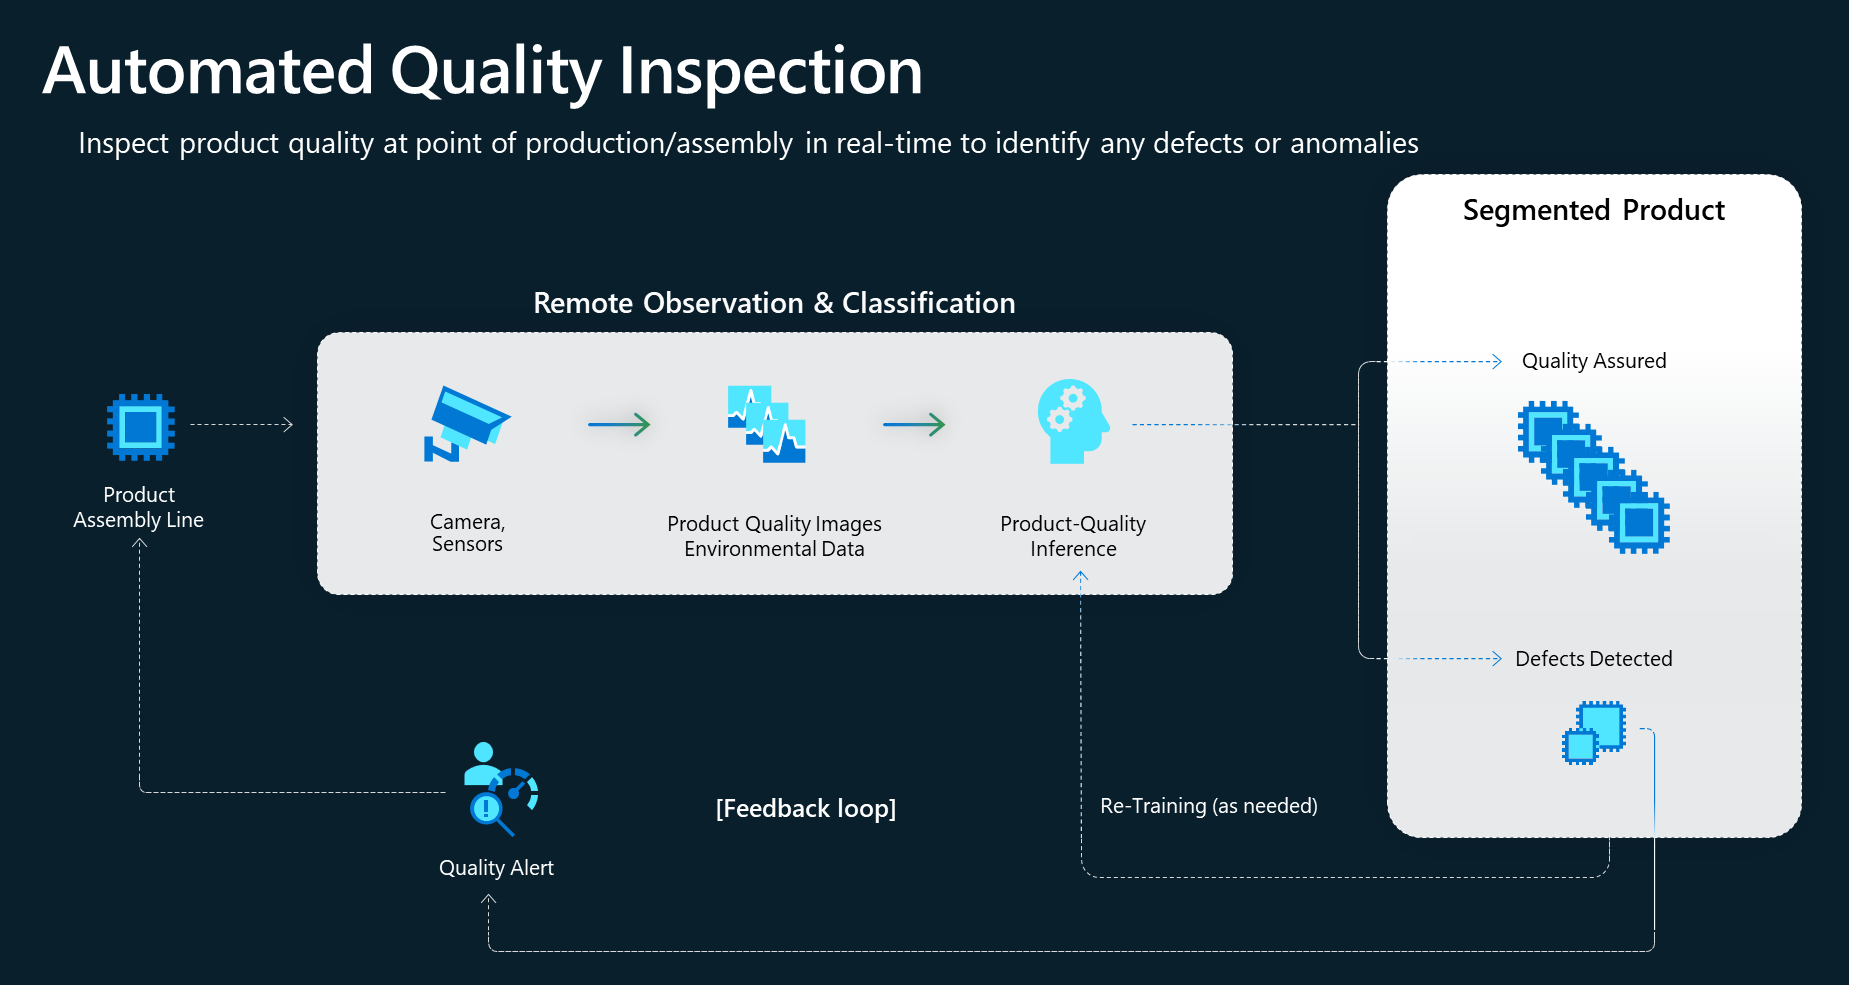 Automated Quality Inspection
Inspect product quality at point of production/assembly in real-time to identify any defects or anomalies
Segmented Product
Remote Observation & Classification
Quality Assured
Product
Assembly Line
Camera,
Sensors
Product Quality Images
Environmental Data
Product-Quality
Inference
Defects Detected
[Feedback loop]
Re-Training (as needed)
Quality Alert